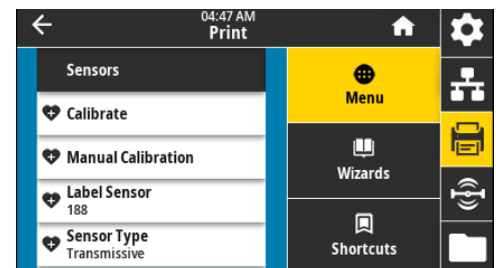 04:47 AM
Print
Sensors
Calibrate
Manual Calibration
Label Sensor
188
Sensor Type
Transmissive
Menu
Wizards
Shortcuts